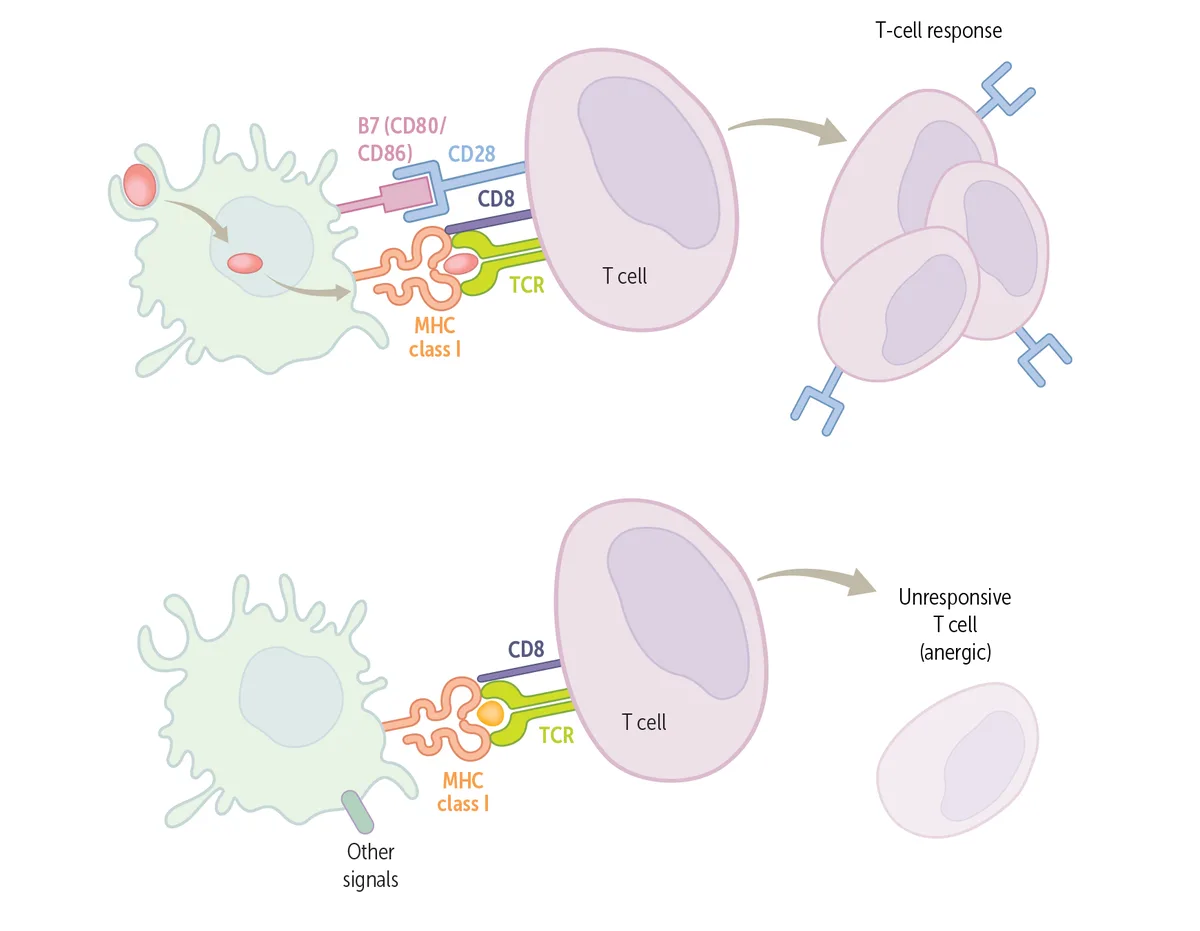 T-cell response
B7 (CD80/
CD86)
CD28
CD8
TCR
T cell
MHC
class I
Unresponsive
T cell
(anergic)
CD8
TCR
T cell
MHC
class I
Other
signals